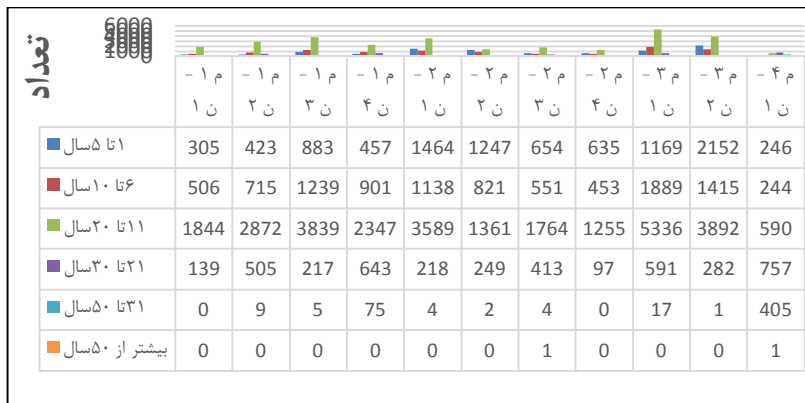 تعداد
6000
5000
4000
3000
2000
1000
0
م ۱ - ن ۱ م ۱ - ن ۲ م ۱ - ن ۳ م ۱ - ن ۴ م ۲ - ن ۱ م ۲ - ن ۲ م ۲ - ن ۳ م ۲ - ن ۴ م ۳ - ن ۱ م ۳ - ن ۲ م ۴ - ن ۱
۱تا ۵سال 305 423 883 457 1464 1247 654 635 1169 2152 246
۶تا ۱۰سال 506 715 1239 901 1138 821 551 453 1889 1415 244
۱۱تا ۲۰سال 1844 2872 3839 2347 3589 1361 1764 1255 5336 3892 590
۲۱تا ۳۰سال 139 505 217 643 218 249 413 97 591 282 757
۳۱تا ۵۰سال 0 9 5 75 4 2 4 0 17 1 405
بیشتر از ۵۰سال 0 0 0 0 0 0 1 0 0 0 1